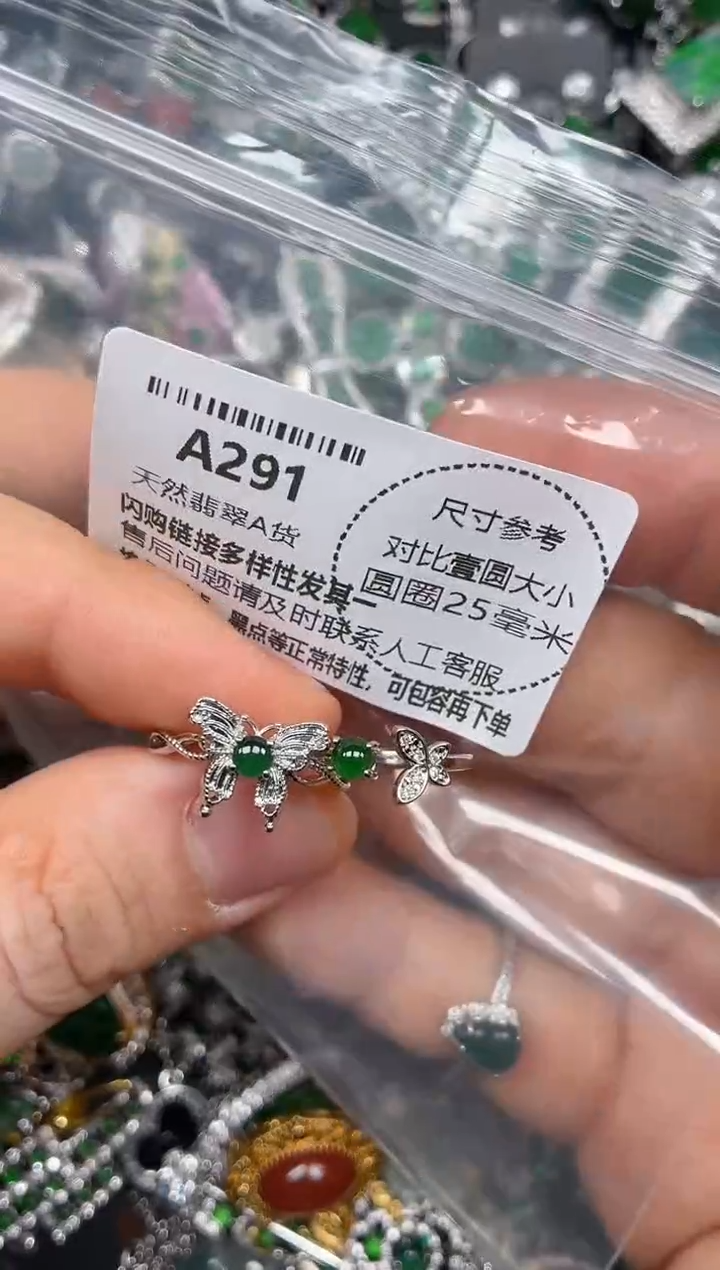 A291
天然翡翠A货
闪购链接多样性发其一
售后问题请及时联系人工客服
黑点等正常特性，可包容再下单
尺寸参考
对比壹圆大小
圆圈25毫米